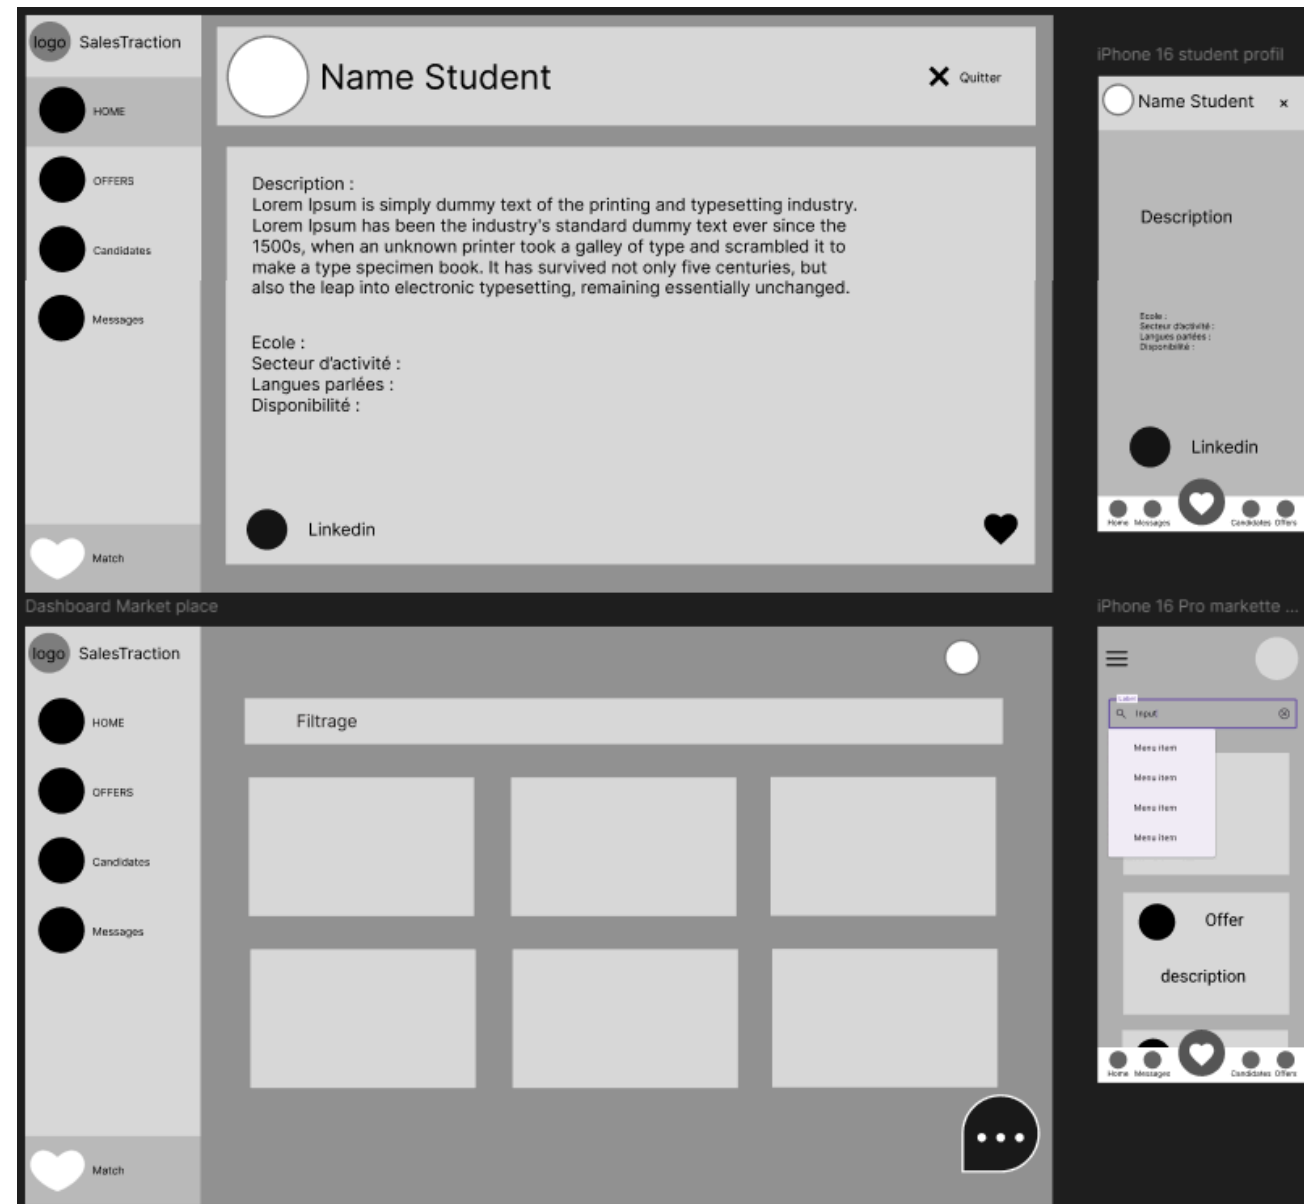 logo SalesTraction
HOME
OFFERS
Candidates
Messages
Match
Name Student
Quitter
Description :
Lorem Ipsum is simply dummy text of the printing and typesetting industry.
Lorem Ipsum has been the industry's standard dummy text ever since the
1500s, when an unknown printer took a galley of type and scrambled it to
make a type specimen book. It has survived not only five centuries, but
also the leap into electronic typesetting, remaining essentially unchanged.
Ecole :
Secteur d'activité :
Langues parlées :
Disponibilité :
Linkedin
iPhone 16 student profil
Name Student
Description
Ecole :
Secteur d'activité :
Langues parlées :
Disponibilité :
Linkedin
Home Messages Candidates Offers
Dashboard Market place
logo SalesTraction
HOME
OFFERS
Candidates
Messages
Match
Filtrage
iPhone 16 Pro markette ...
Label
Input
Menu item
Menu item
Menu item
Menu item
Offer
description
Home Messages Candidates Offers